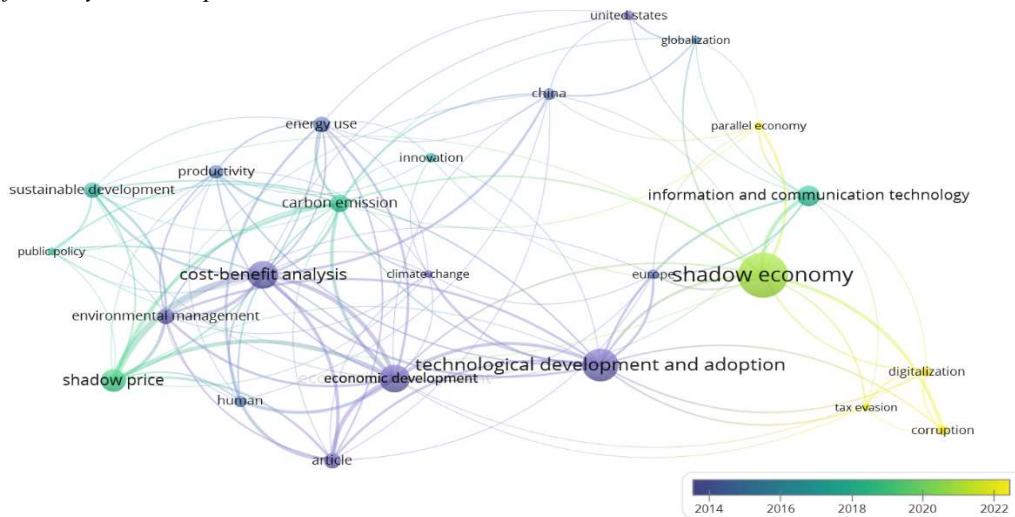 united states
globalization
china
energy use
parallel economy
innovation
productivity
sustainable development
information and communication technology
carbon emission
public policy
cost-benefit analysis
climate change
europe
shadow economy
environmental management
technological development and adoption
digitalization
shadow price
economic development
human
tax evasion
corruption
article
2014 2016 2018 2020 2022